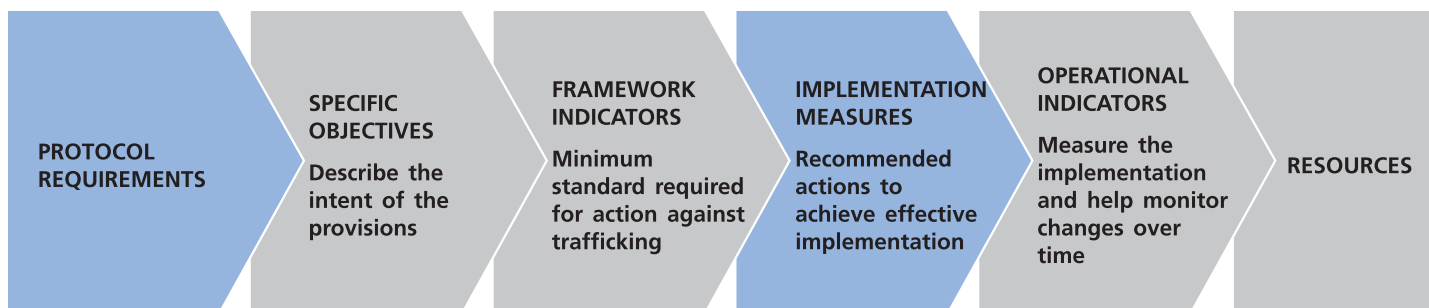 PROTOCOL
REQUIREMENTS
SPECIFIC
OBJECTIVES
Describe the
intent of the
provisions
FRAMEWORK
INDICATORS
Minimum
standard required
for action against
trafficking
IMPLEMENTATION
MEASURES
Recommended
actions to
achieve effective
implementation
OPERATIONAL
INDICATORS
Measure the
implementation
and help monitor
changes over
time
RESOURCES